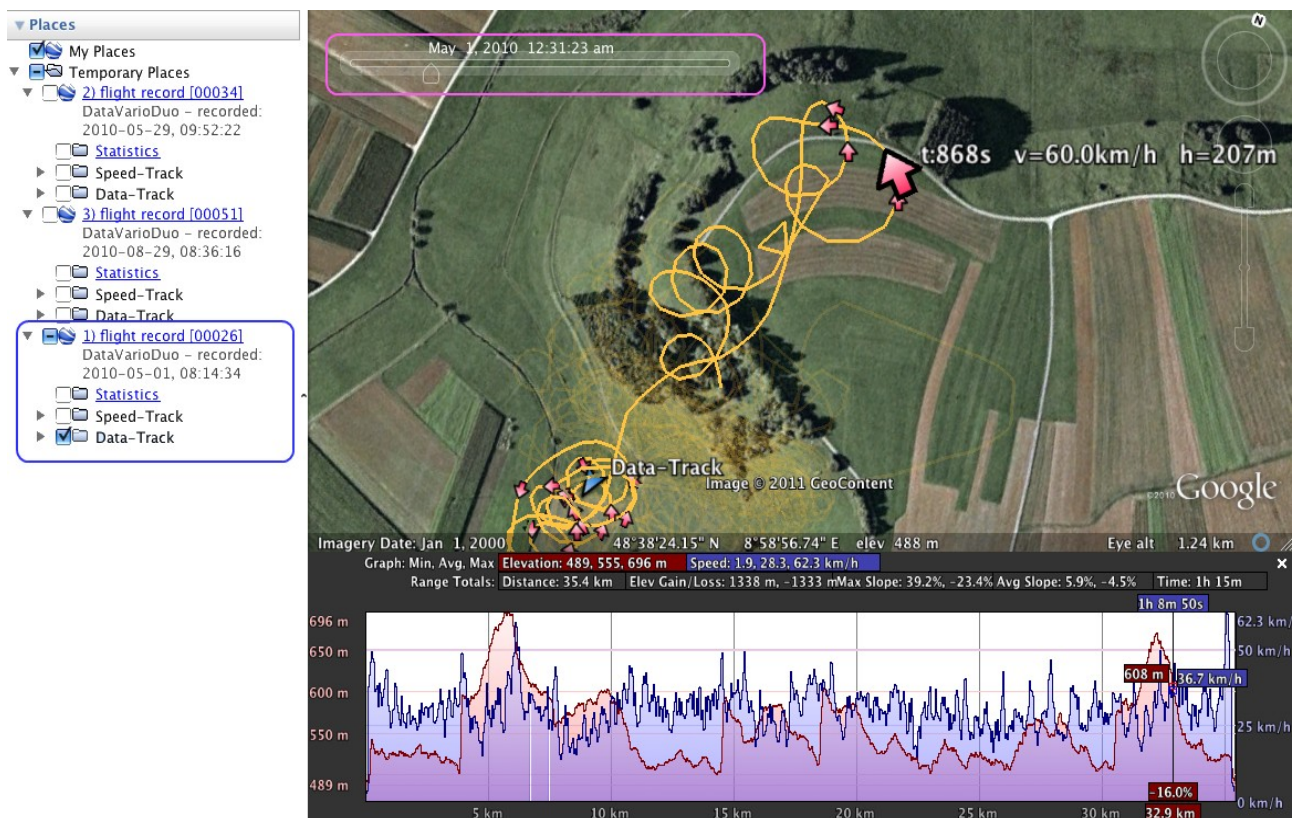 Places
My Places
Temporary Places
2) flight record [00034]
DataVarioDuo – recorded:
2010-05-29, 09:52:22
Statistics
Speed-Track
Data-Track
3) flight record [00051]
DataVarioDuo – recorded:
2010-08-29, 08:36:16
Statistics
Speed-Track
Data-Track
1) flight record [00026]
DataVarioDuo – recorded:
2010-05-01, 08:14:34
Statistics
Speed-Track
Data-Track
May 1, 2010 12:31:23 am
N
t:868s v=60.0km/h h=207m
Data-Track
Image © 2011 GeoContent
©2010 Google
Imagery Date: Jan 1, 2000 48°38'24.15" N 8°58'56.74" E elev 488 m Eye alt 1.24 km
Graph: Min, Avg, Max Elevation: 489, 555, 696 m Speed: 1.9, 28.3, 62.3 km/h
Range Totals: Distance: 35.4 km Elev Gain/Loss: 1338 m, -1333 m Max Slope: 39.2%, -23.4% Avg Slope: 5.9%, -4.5% Time: 1h 15m
1h 8m 50s
696 m 62.3 km/h
650 m 50 km/h
608 m 36.7 km/h
600 m
550 m 25 km/h
489 m -16.0% 0 km/h
5 km 10 km 15 km 20 km 25 km 30 km 32.9 km